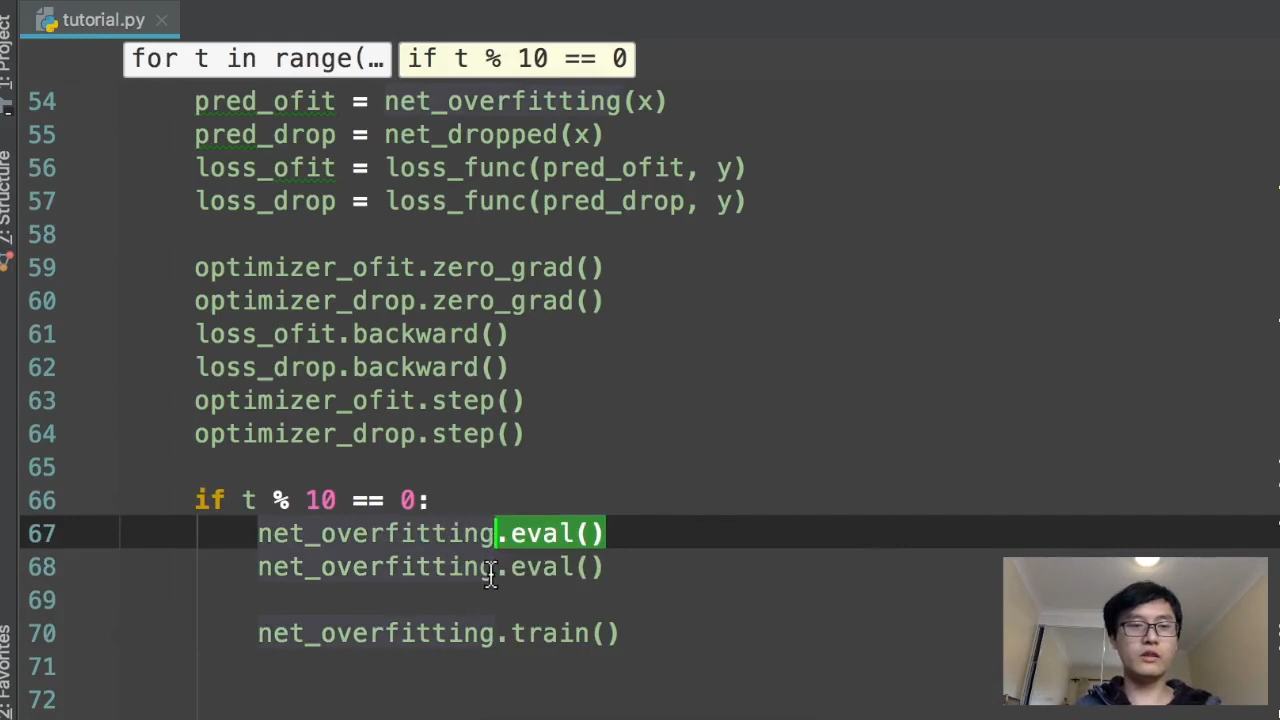 tutorial.py
1: Project
for t in range(…
if t % 10 == 0
54 pred_ofit = net_overfitting(x)
55 pred_drop = net_dropped(x)
56 loss_ofit = loss_func(pred_ofit, y)
57 loss_drop = loss_func(pred_drop, y)
58
59 optimizer_ofit.zero_grad()
60 optimizer_drop.zero_grad()
61 loss_ofit.backward()
62 loss_drop.backward()
63 optimizer_ofit.step()
64 optimizer_drop.step()
65
66 if t % 10 == 0:
67 net_overfitting.eval()
68 net_overfitting.eval()
69
70 net_overfitting.train()
71
72
7: Structure
2: Favorites